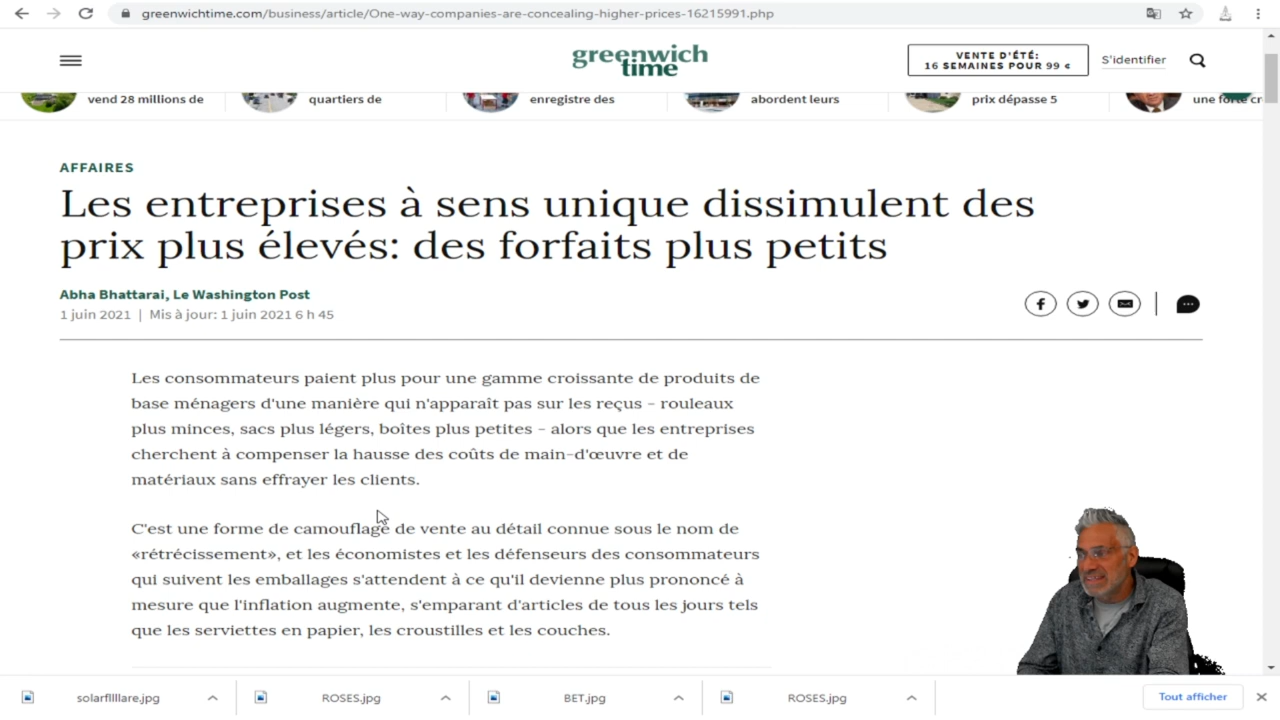 greenwichtime.com/business/article/One-way-companies-are-concealing-higher-prices-16215991.php
greenwich
time
VENTE D'ÉTÉ:
16 SEMAINES POUR 99 ¢
S'identifier
vend 28 millions de
quartiers de
enregistre des
abordent leurs
prix dépasse 5
une forte
AFFAIRES
Les entreprises à sens unique dissimulent des
prix plus élevés: des forfaits plus petits
Abha Bhattarai, Le Washington Post
1 juin 2021 | Mis à jour: 1 juin 2021 6 h 45
Les consommateurs paient plus pour une gamme croissante de produits de
base ménagers d'une manière qui n'apparaît pas sur les reçus - rouleaux
plus minces, sacs plus légers, boîtes plus petites - alors que les entreprises
cherchent à compenser la hausse des coûts de main-d'œuvre et de
matériaux sans effrayer les clients.
C'est une forme de camouflage de vente au détail connue sous le nom de
«rétrécissement», et les économistes et les défenseurs des consommateurs
qui suivent les emballages s'attendent à ce qu'il devienne plus prononcé à
mesure que l'inflation augmente, s'emparant d'articles de tous les jours tels
que les serviettes en papier, les croustilles et les couches.
solarfllllare.jpg
ROSES.jpg
BET.jpg
ROSES.jpg
Tout afficher